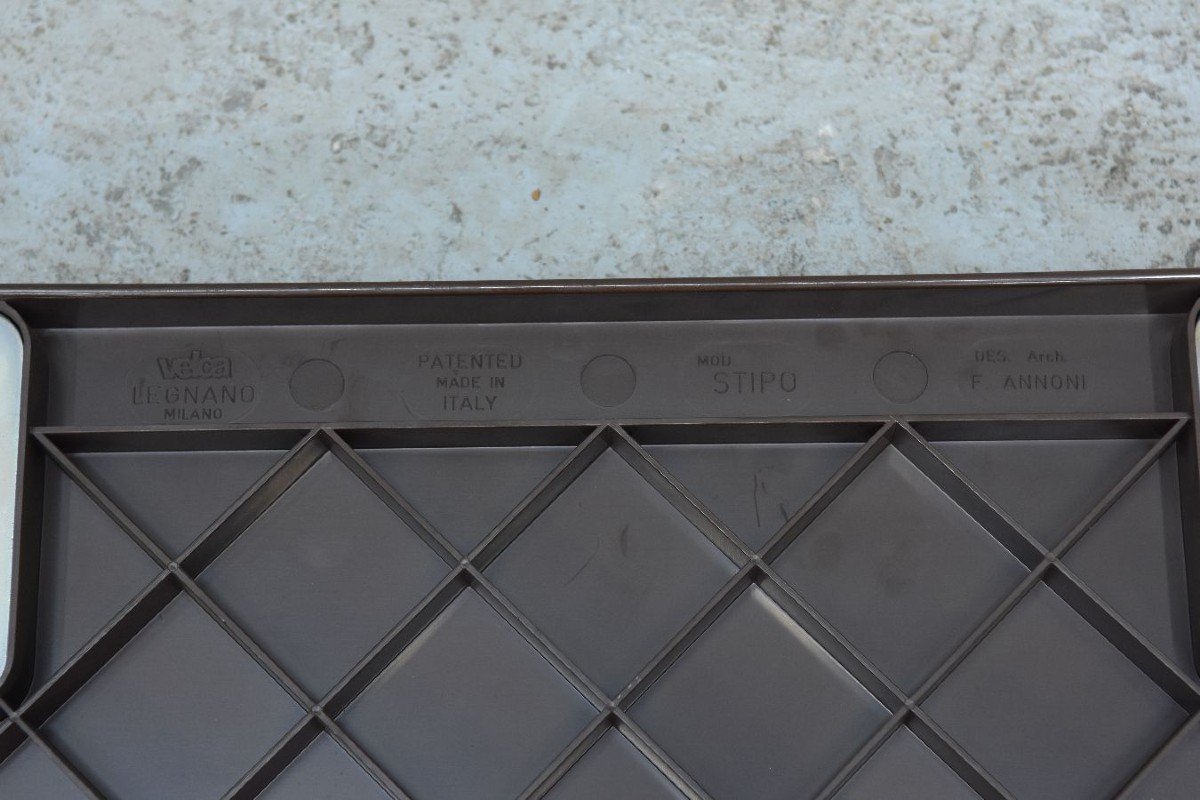 velca
LEGNANO
MILANO
PATENTED
MADE IN
ITALY
MOD
STIPO
DES. Arch.
F. ANNONI